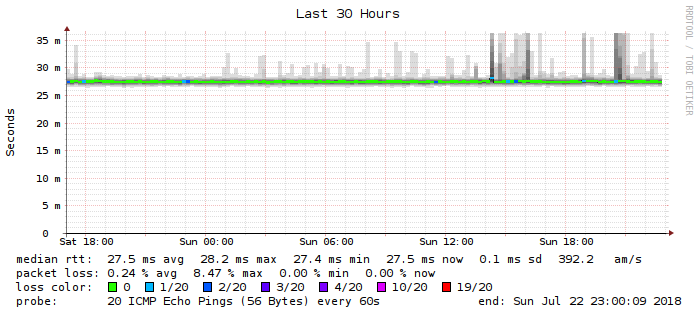 Last 30 Hours
RRDTOOL / TOBI OETIKER
Seconds
35 m
30 m
25 m
20 m
15 m
10 m
5 m
0
Sat 18:00 Sun 00:00 Sun 06:00 Sun 12:00 Sun 18:00
median rtt: 27.5 ms avg 28.2 ms max 27.4 ms min 27.5 ms now 0.1 ms sd 392.2 am/s
packet loss: 0.24 % avg 8.47 % max 0.00 % min 0.00 % now
loss color: 0 1/20 2/20 3/20 4/20 10/20 19/20
probe: 20 ICMP Echo Pings (56 Bytes) every 60s end: Sun Jul 22 23:00:09 2018